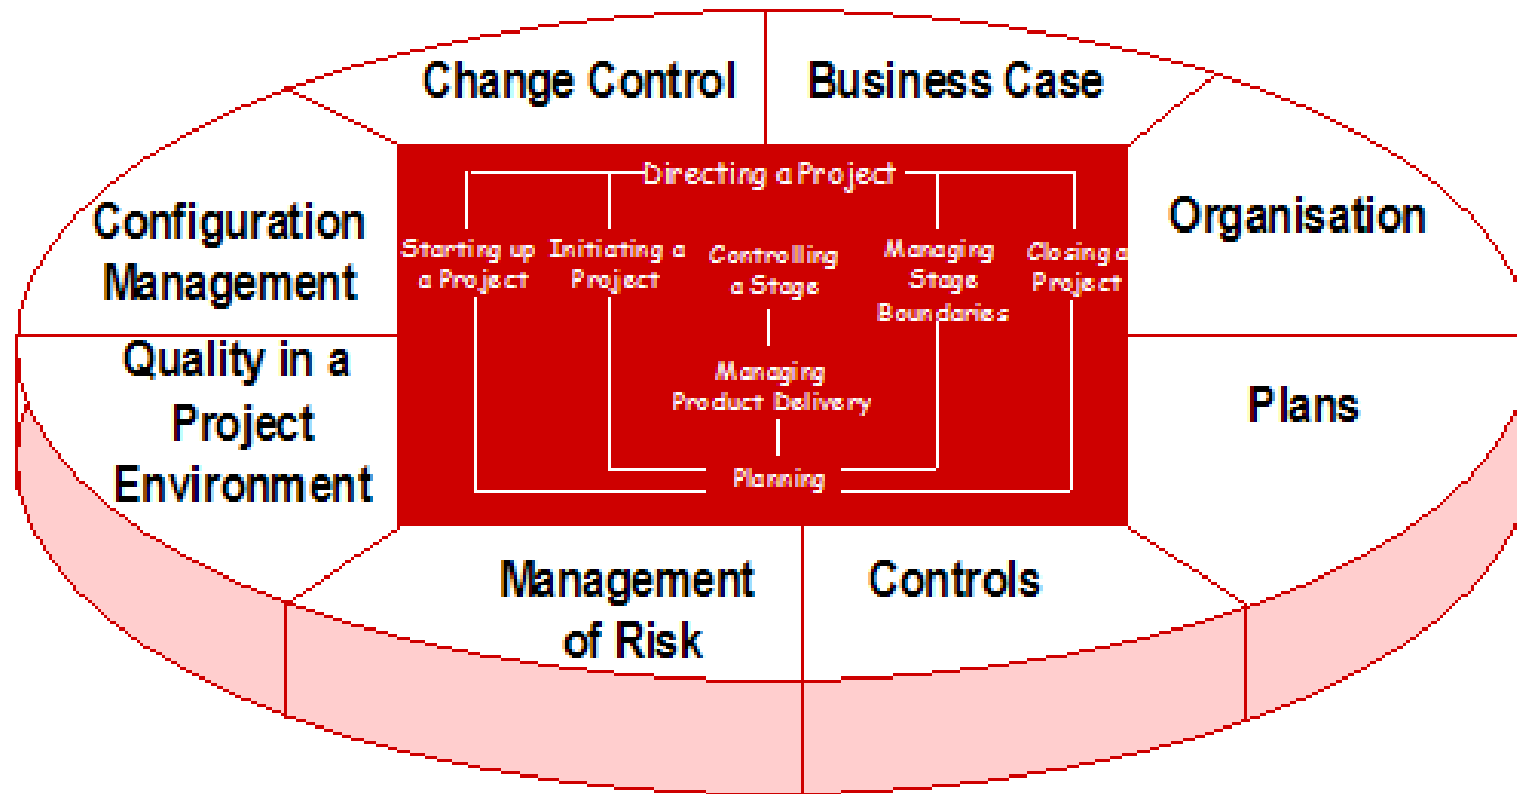 Change Control
Business Case
Configuration
Management
Organisation
Directing a Project
Starting up
a Project
Initiating a
Project
Controlling
a Stage
Managing
Stage
Boundaries
Closing a
Project
Managing
Product Delivery
Planning
Quality in a
Project
Environment
Plans
Management
of Risk
Controls